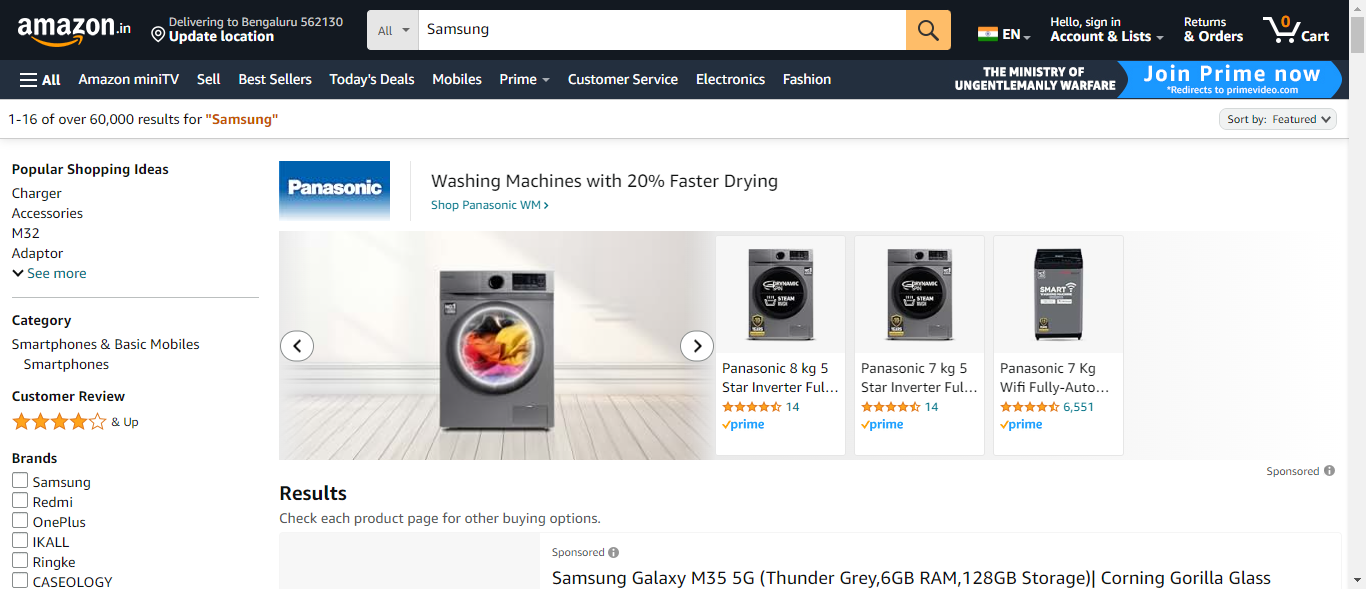 amazon.in
Delivering to Bengaluru 562130
Update location
All
Samsung
EN
Hello, sign in
Account & Lists
Returns
& Orders
0
Cart
All
Amazon miniTV
Sell
Best Sellers
Today's Deals
Mobiles
Prime
Customer Service
Electronics
Fashion
THE MINISTRY OF
UNGENTLEMANLY WARFARE
Join Prime now
*Redirects to primevideo.com
1-16 of over 60,000 results for "Samsung"
Sort by: Featured
Popular Shopping Ideas
Charger
Accessories
M32
Adaptor
See more
Category
Smartphones & Basic Mobiles
Smartphones
Customer Review
& Up
Brands
Samsung
Redmi
OnePlus
IKALL
Ringke
CASEOLOGY
Panasonic
Washing Machines with 20% Faster Drying
Shop Panasonic WM
STEAM
Panasonic 8 kg 5
Star Inverter Ful...
14
prime
STEAM
Panasonic 7 kg 5
Star Inverter Ful...
14
prime
SMART
Panasonic 7 Kg
Wifi Fully-Auto...
6,551
prime
Sponsored
Results
Check each product page for other buying options.
Sponsored
Samsung Galaxy M35 5G (Thunder Grey,6GB RAM,128GB Storage)| Corning Gorilla Glass